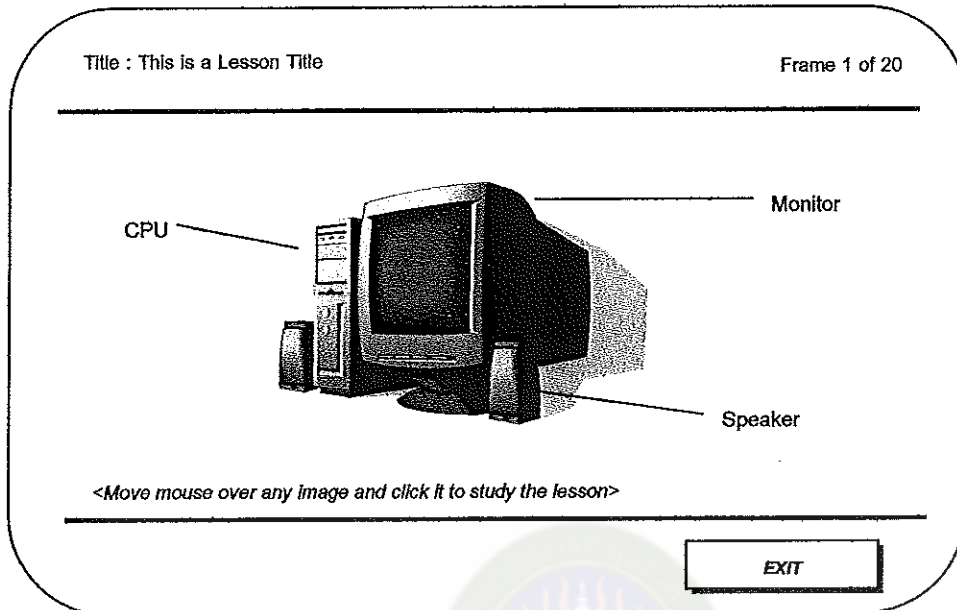 Title : This is a Lesson Title
Frame 1 of 20
CPU
Monitor
Speaker
<Move mouse over any image and click it to study the lesson>
EXIT